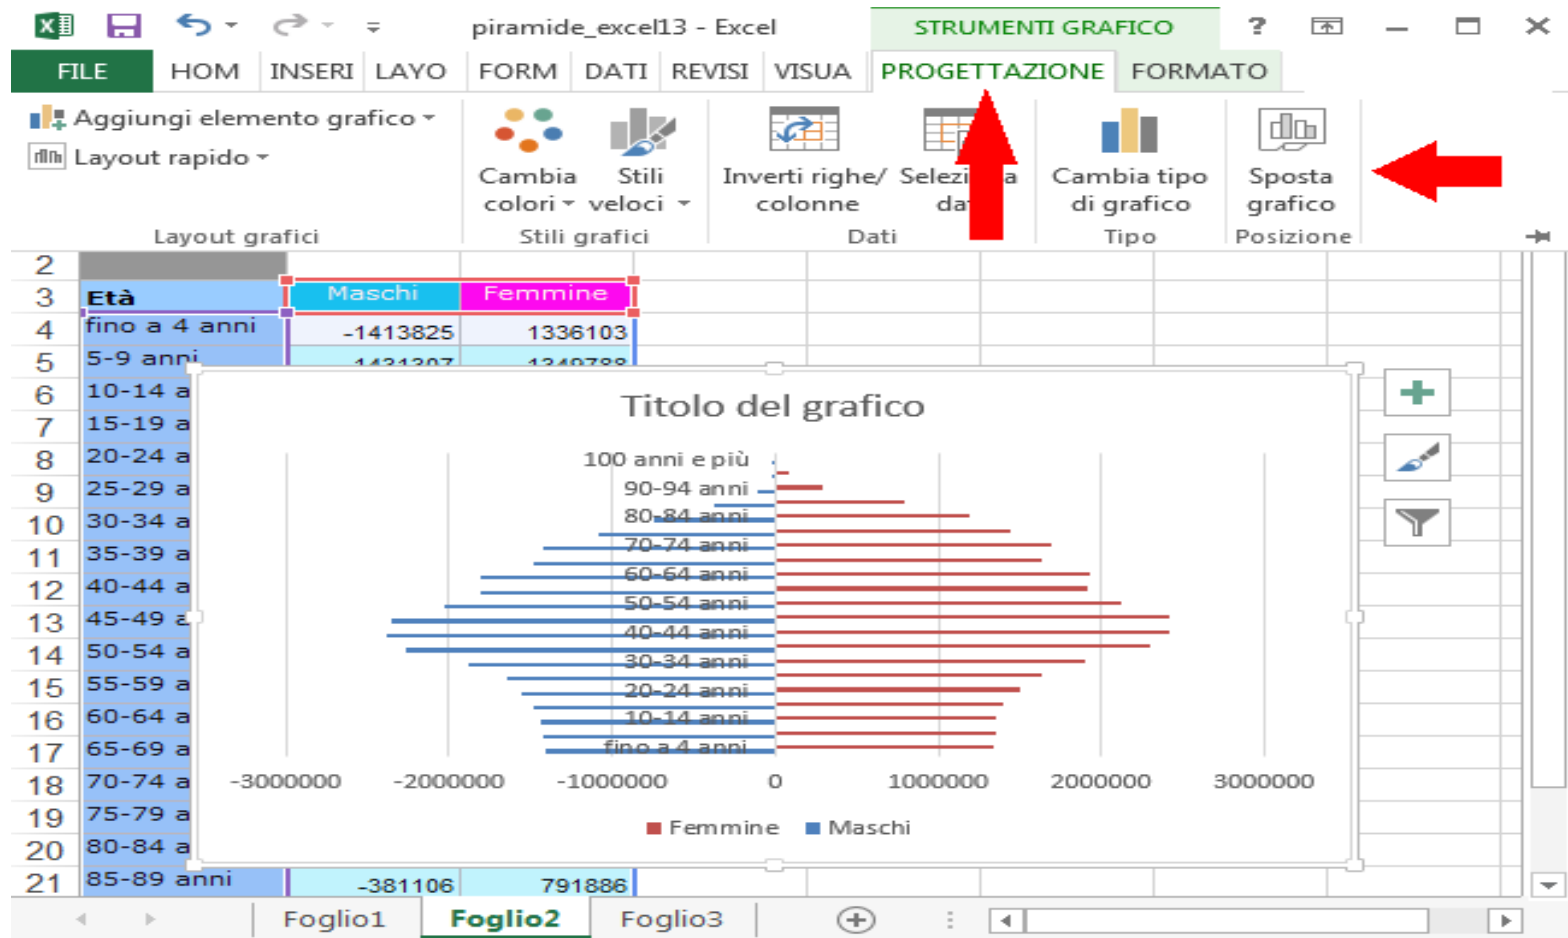 piramide_excel13 - Excel
STRUMENTI GRAFICO
?
FILE HOM INSERI LAYO FORM DATI REVISI VISUA PROGETTAZIONE FORMATO
Aggiungi elemento grafico
Layout rapido
Cambia colori
Stili veloci
Inverti righe/
colonne
Cambia tipo
di grafico
Sposta
grafico
Layout grafici
Stili grafici
Dati
Tipo
Posizione
2
3 Età Maschi Femmine
4 fino a 4 anni -1413825 1336103
5 5-9 anni
6 10-14 a
7 15-19 a
8 20-24 a
9 25-29 a
10 30-34 a
11 35-39 a
12 40-44 a
13 45-49 a
14 50-54 a
15 55-59 a
16 60-64 a
17 65-69 a
18 70-74 a
19 75-79 a
20 80-84 a
21 85-89 anni -381106 791886
Titolo del grafico
100 anni e più
90-94 anni
80-84 anni
70-74 anni
60-64 anni
50-54 anni
40-44 anni
30-34 anni
20-24 anni
10-14 anni
fino a 4 anni
-3000000 -2000000 -1000000 0 1000000 2000000 3000000
Femmine Maschi
Foglio1 Foglio2 Foglio3